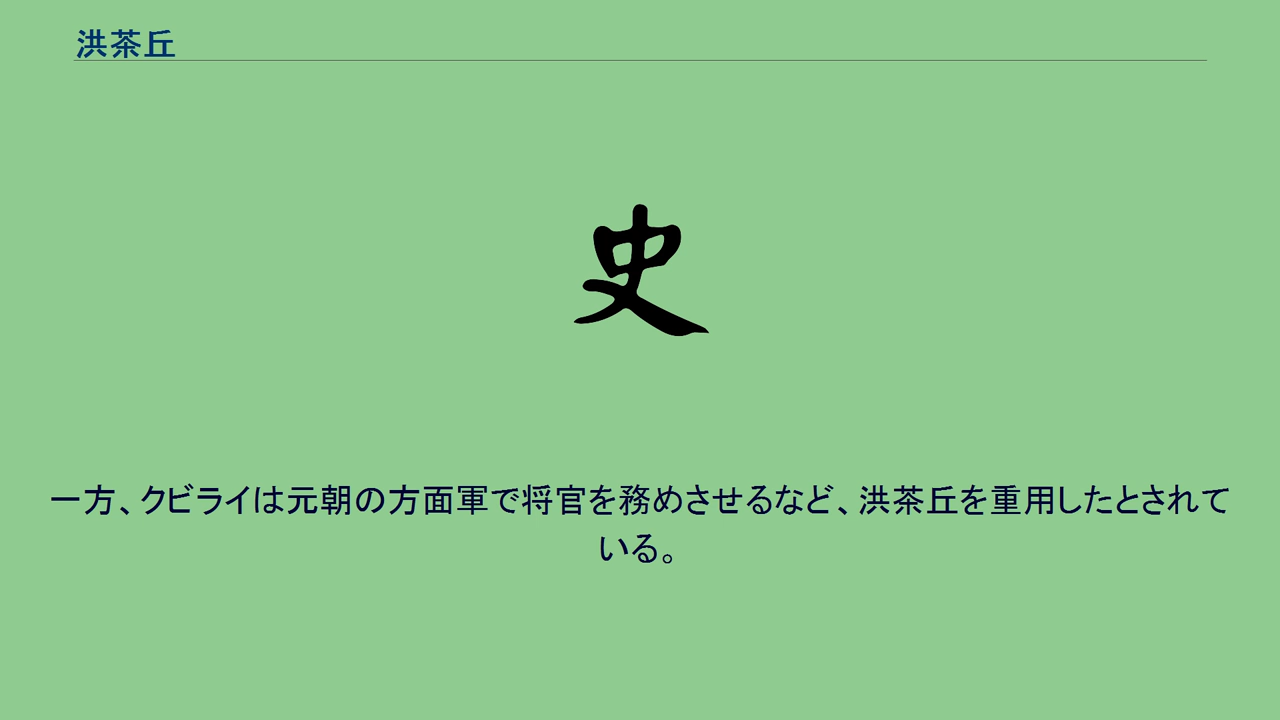 洪茶丘
史
一方、クビライは元朝の方面軍で将官を務めさせるなど、洪茶丘を重用したとされて
いる。